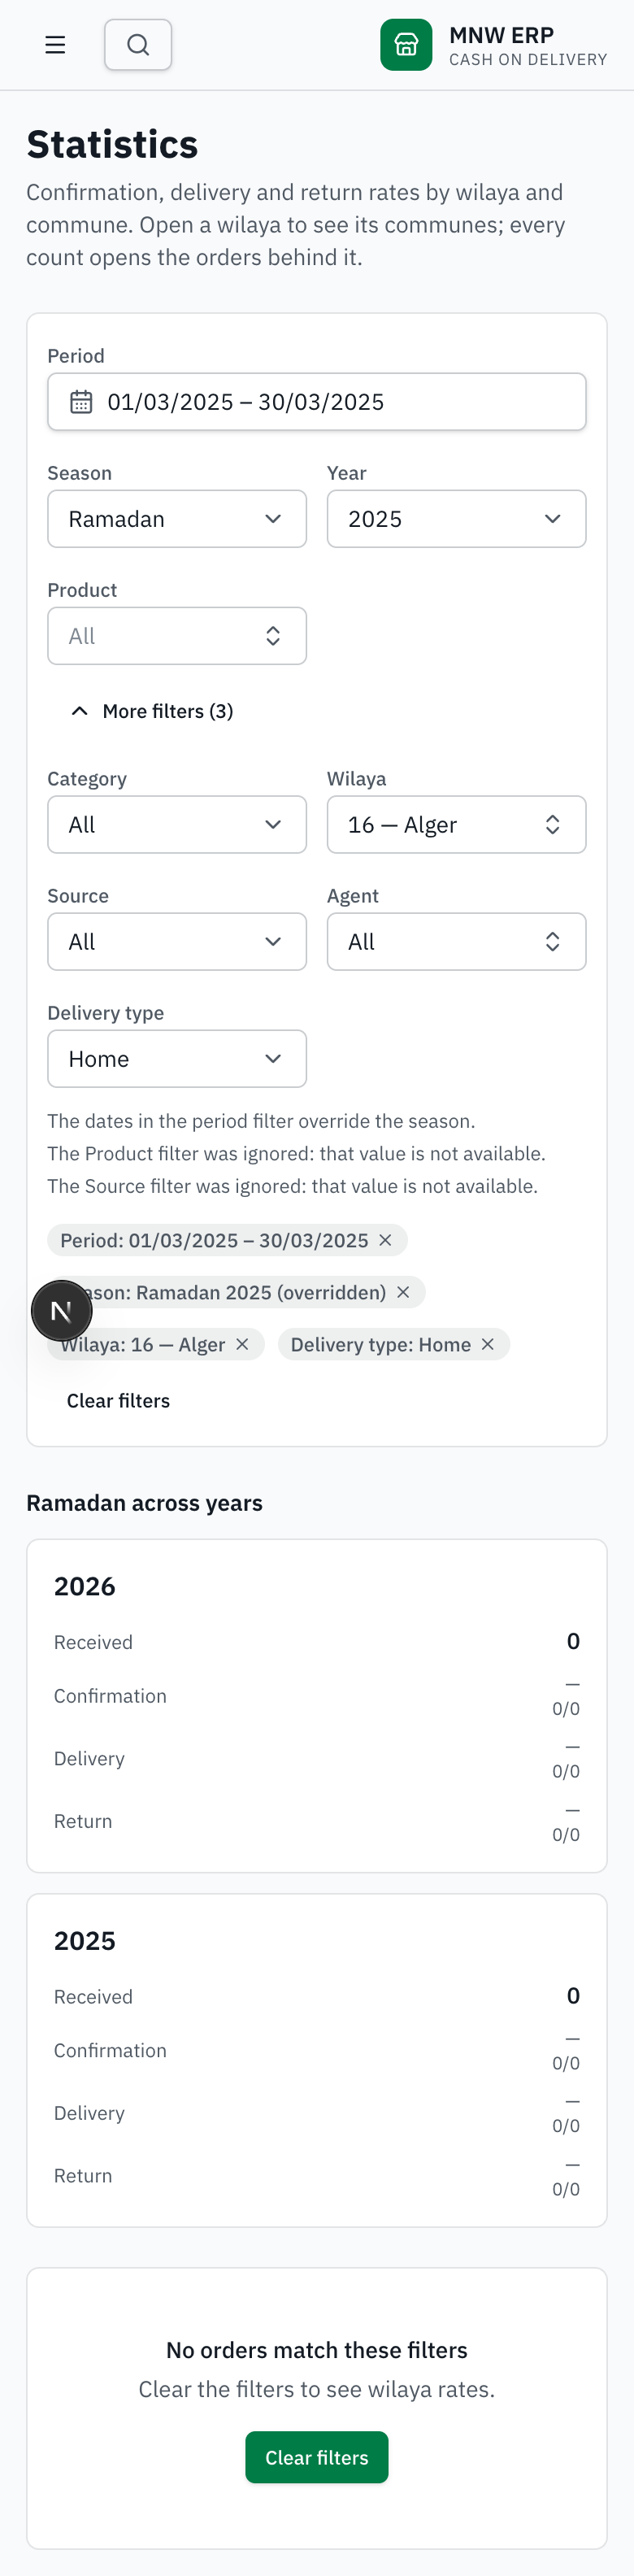 MNW ERP
CASH ON DELIVERY
Statistics
Confirmation, delivery and return rates by wilaya and
commune. Open a wilaya to see its communes; every
count opens the orders behind it.
Period
01/03/2025 – 30/03/2025
Season
Year
Ramadan
2025
Product
All
More filters (3)
Category
Wilaya
All
16 — Alger
Source
Agent
All
All
Delivery type
Home
The dates in the period filter override the season.
The Product filter was ignored: that value is not available.
The Source filter was ignored: that value is not available.
Period: 01/03/2025 – 30/03/2025
ason: Ramadan 2025 (overridden)
N
Wilaya: 16 — Alger
Delivery type: Home
Clear filters
Ramadan across years
2026
Received 0
Confirmation —
0/0
Delivery —
0/0
Return —
0/0
2025
Received 0
Confirmation —
0/0
Delivery —
0/0
Return —
0/0
No orders match these filters
Clear the filters to see wilaya rates.
Clear filters